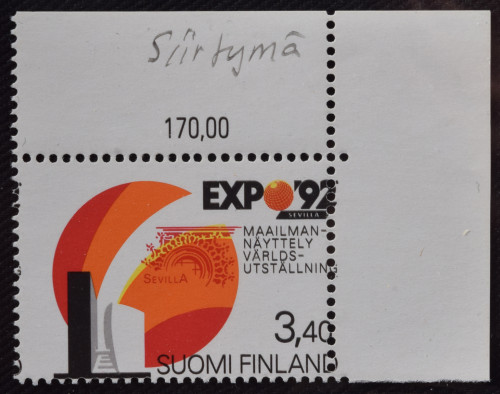 Siirtymä
170,00
EXPO'92
SEVILLA
MAAILMAN-
NÄYTTELY
VÄRLDS-
UTSTÄLLNING
SEVILLA
3,40
SUOMI FINLAND